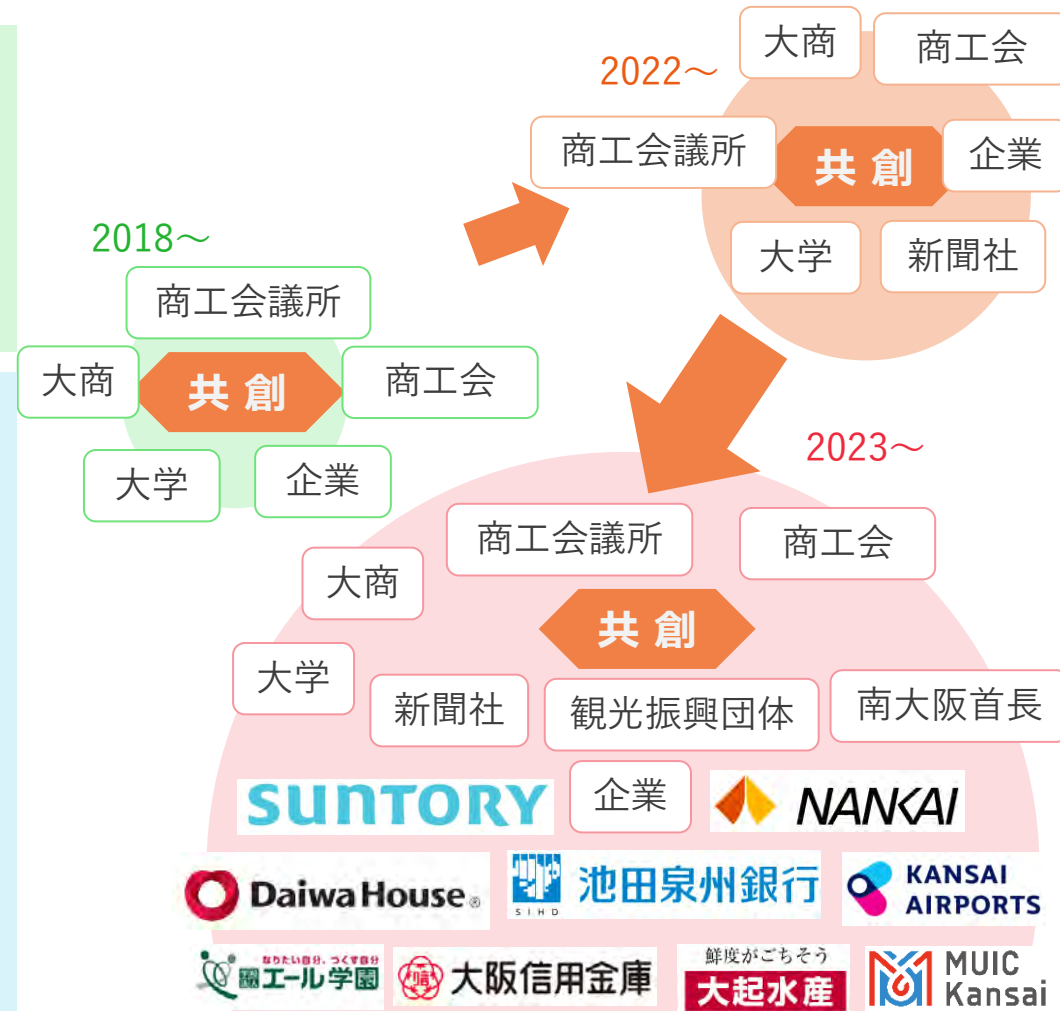 2022～
大商
商工会
商工会議所
共創
企業
大学
新聞社
2018～
商工会議所
大商
共創
商工会
大学
企業
2023～
商工会議所
商工会
大商
共創
大学
新聞社
観光振興団体
南大阪首長
企業
SUNTORY
NANKAI
DaiwaHouse®
SIHD
池田泉州銀行
KANSAI
AIRPORTS
なりたい自分、つくす自分
エール学園
大阪信用金庫
鮮度がごちそう
大起水産
MUIC
Kansai